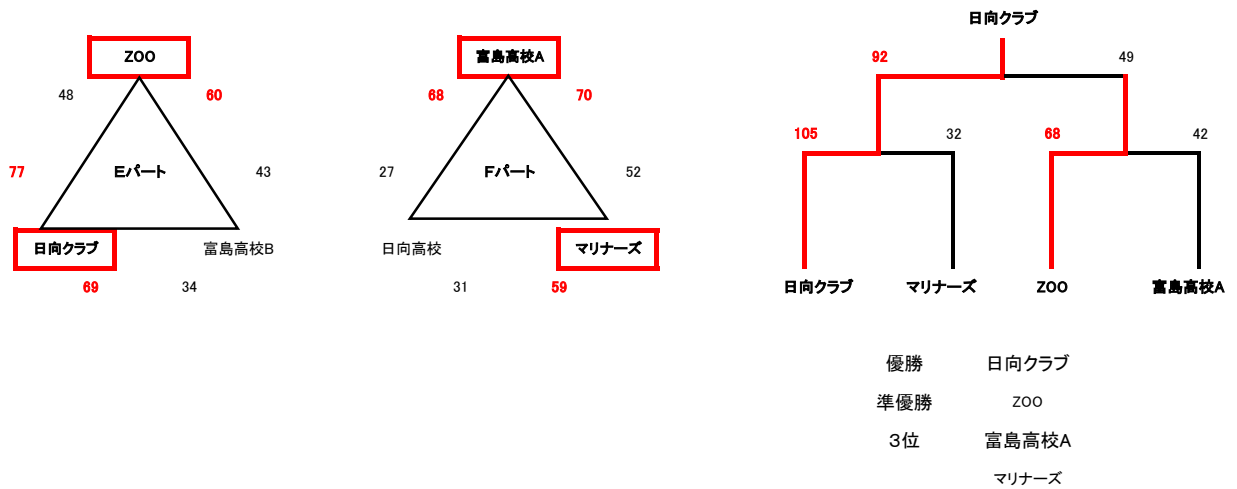 ZOO
48 60
77 Eパート 43
日向クラブ 富島高校B
69 34
富島高校A
68 70
27 Fパート 52
日向高校 マリナーズ
31 59
日向クラブ
92 49
105 32 68 42
日向クラブ マリナーズ ZOO 富島高校A
優勝 日向クラブ
準優勝 ZOO
3位 富島高校A
マリナーズ